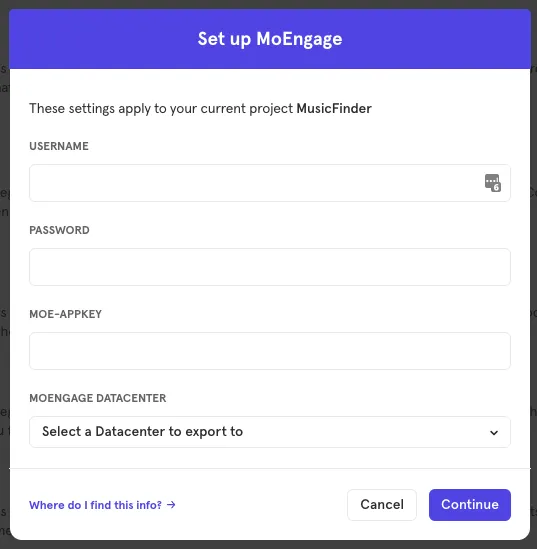 Set up MoEngage
These settings apply to your current project MusicFinder
USERNAME
6
PASSWORD
MOE-APPKEY
MOENGAGE DATACENTER
Select a Datacenter to export to
Where do I find this info? →
Cancel
Continue